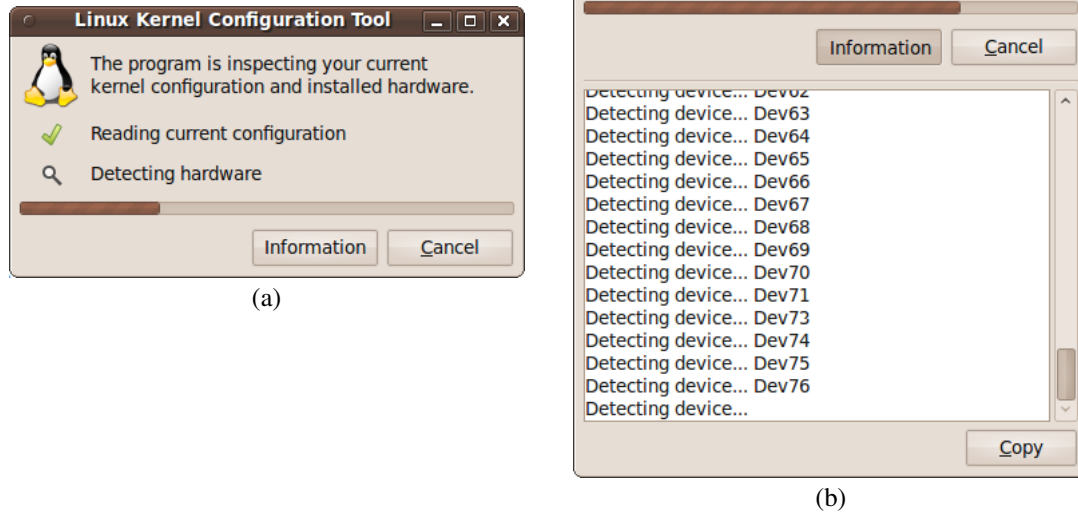 Linux Kernel Configuration Tool
The program is inspecting your current
kernel configuration and installed hardware.
Reading current configuration
Detecting hardware
Information Cancel
(a)
Information Cancel
Detecting device... Dev62
Detecting device... Dev63
Detecting device... Dev64
Detecting device... Dev65
Detecting device... Dev66
Detecting device... Dev67
Detecting device... Dev68
Detecting device... Dev69
Detecting device... Dev70
Detecting device... Dev71
Detecting device... Dev73
Detecting device... Dev74
Detecting device... Dev75
Detecting device... Dev76
Detecting device...
Copy
(b)